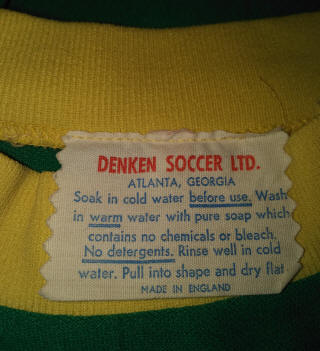 DENKEN SOCCER LTD.
ATLANTA, GEORGIA
Soak in cold water before use. Wash
in warm water with pure soap which
contains no chemicals or bleach.
No detergents. Rinse well in cold
water. Pull into shape and dry flat
MADE IN ENGLAND